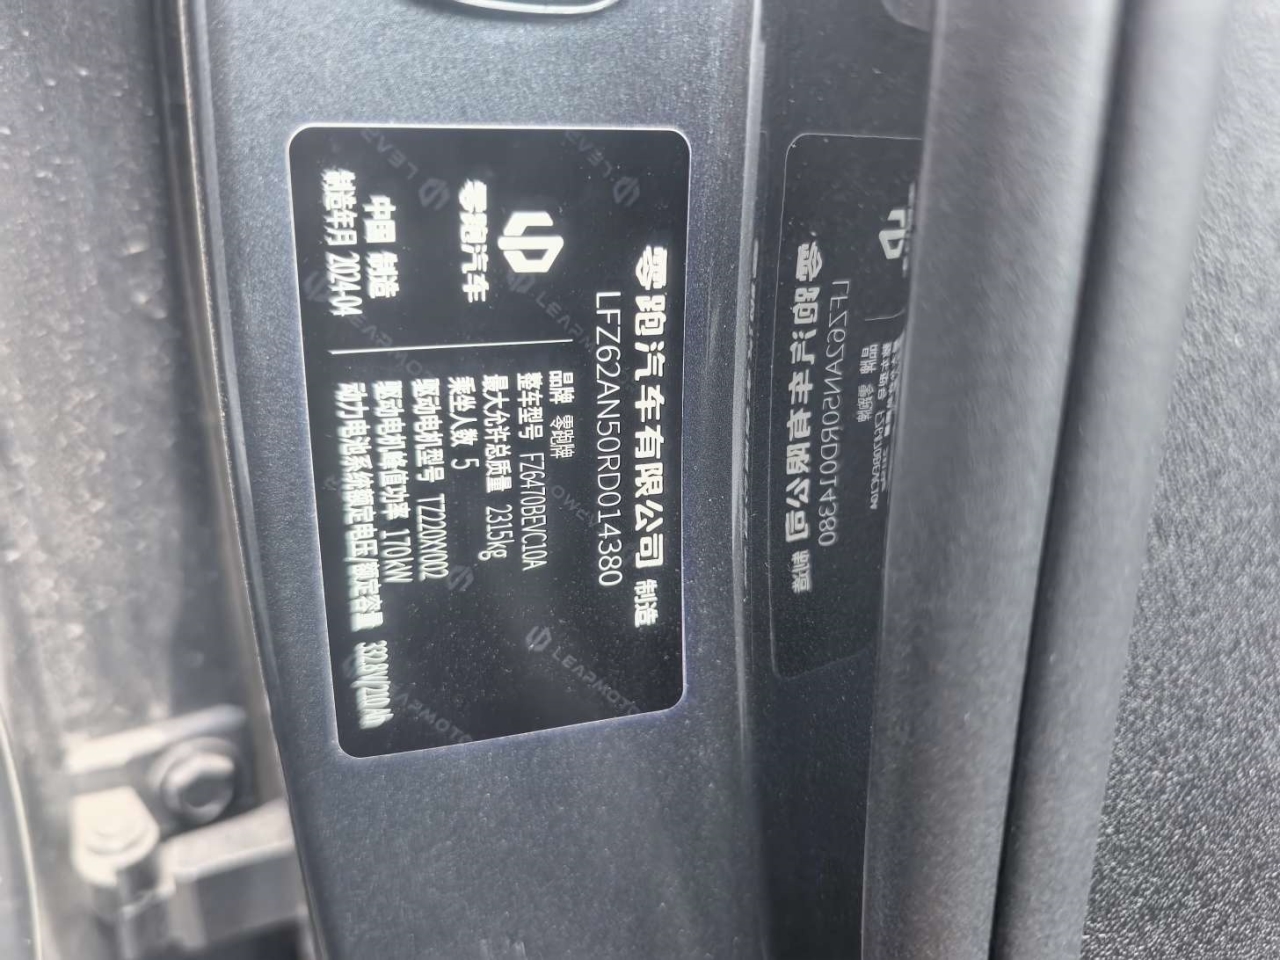 零跑汽车有限公司 制造
LFZ62AN50RD014380
零跑汽车
中国 制造
制造年月 2024-04
品牌 零跑牌
整车型号 FZ6470BEVC10A
最大允许总质量 2315kg
乘坐人数 5
驱动电机型号 TZ220XY002
驱动电机峰值功率 170kW
动力电池系统额定电压/额定容量 332.8V/210Ah
LEAPMOTOR